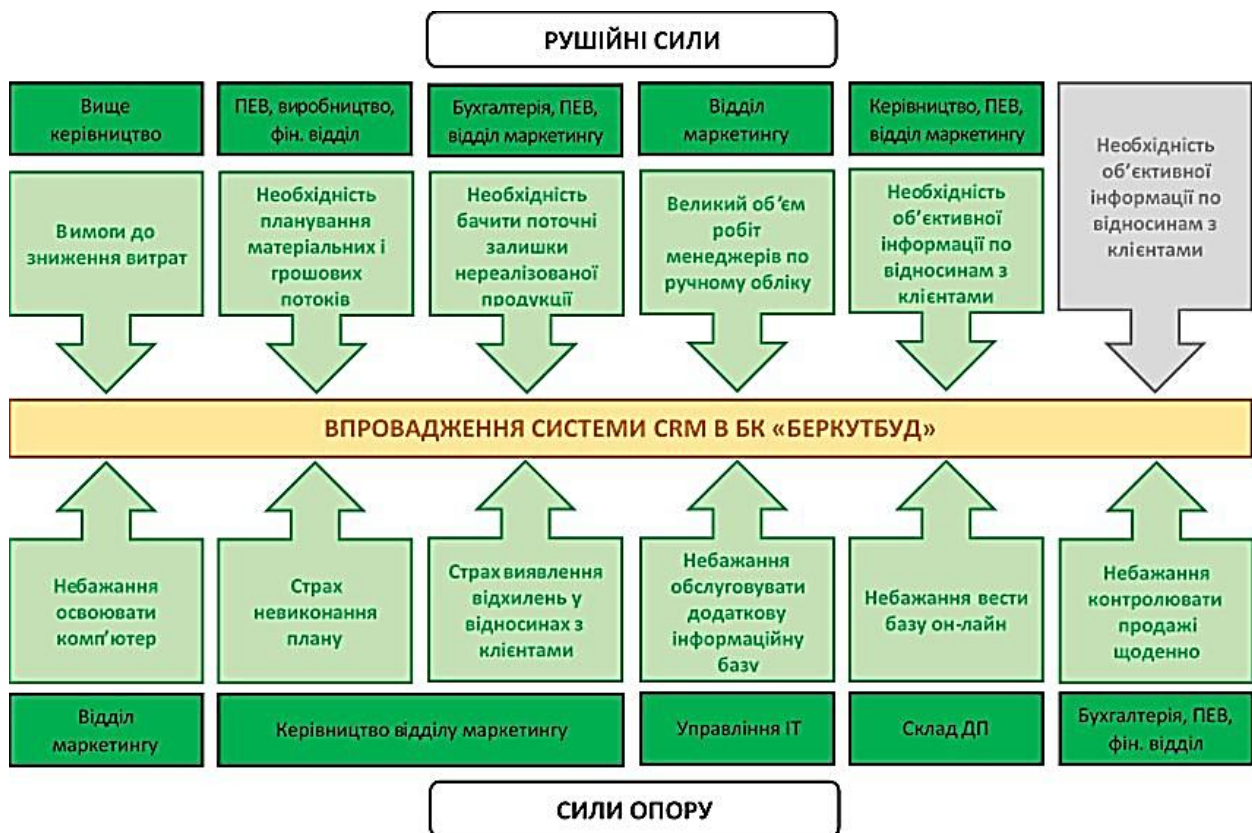 РУШІЙНІ СИЛИ
Вище
керівництво
ПЕВ, виробництво,
фін. відділ
Бухгалтерія, ПЕВ,
відділ маркетингу
Відділ
маркетингу
Керівництво, ПЕВ,
відділ маркетингу
Необхідність
об’єктивної
інформації по
відносинам з
клієнтами
Вимоги до
зниження витрат
Необхідність
планування
матеріальних і
грошових
потоків
Необхідність
бачити поточні
залишки
нереалізованої
продукції
Великий об’єм
робіт
менеджерів по
ручному обліку
Необхідність
об’єктивної
інформації по
відносинам з
клієнтами
ВПРОВАДЖЕННЯ СИСТЕМИ CRM В БК «БЕРКУТБУД»
Небажання
освоювати
комп’ютер
Страх
невиконання
плану
Страх виявлення
відхилень у
відносинах з
клієнтами
Небажання
обслуговувати
додаткову
інформаційну
базу
Небажання вести
базу он-лайн
Небажання
контролювати
продажі
щоденно
Відділ
маркетингу
Керівництво відділу маркетингу
Управління ІТ
Склад ДП
Бухгалтерія, ПЕВ,
фін. відділ
СИЛИ ОПОРУ